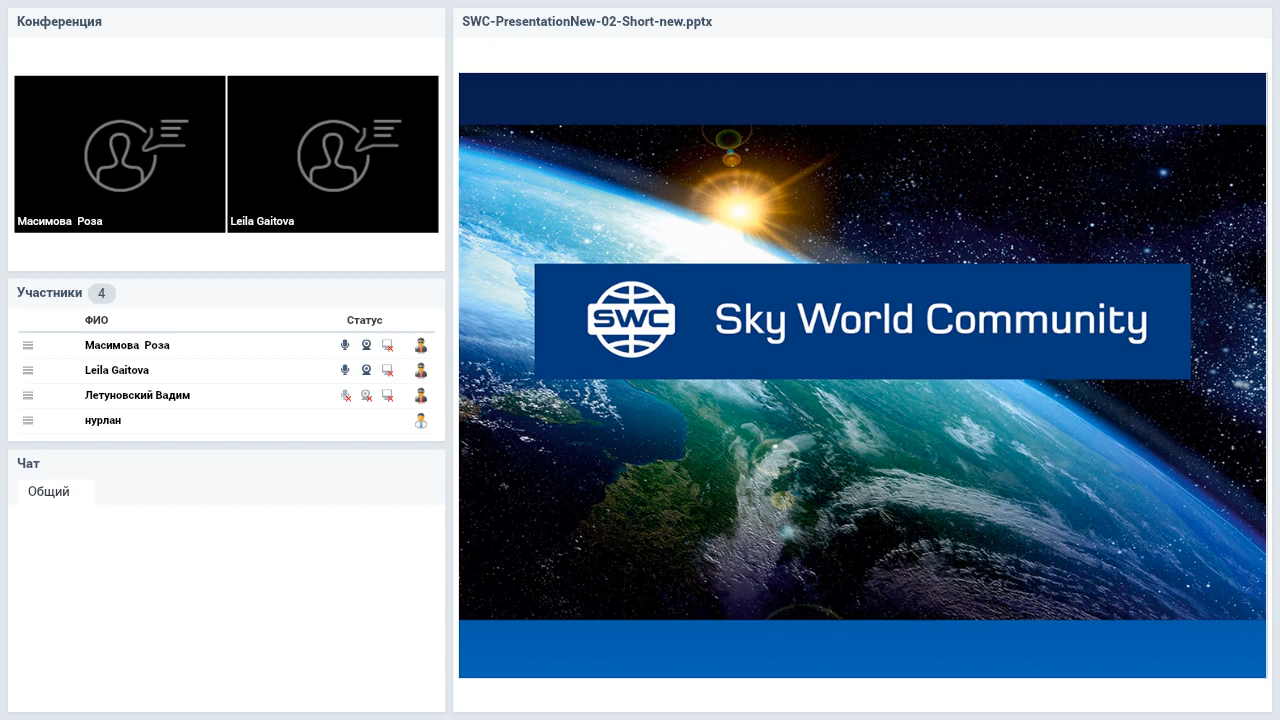 Конференция
Масимова  Роза
Leila Gaitova
Участники 4
ФИО Статус
Масимова  Роза
Leila Gaitova
Летуновский Вадим
нурлан
Чат
Общий
SWC-PresentationNew-02-Short-new.pptx
SWC Sky World Community